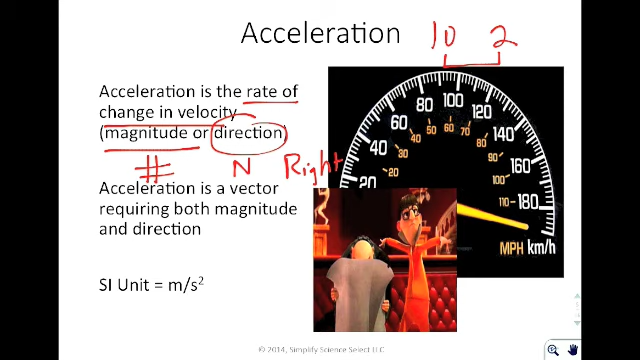 Acceleration 10 2
Acceleration is the rate of
change in velocity
(magnitude or direction)
# N Right
Acceleration is a vector
requiring both magnitude
and direction
SI Unit = m/s²
20 40 60 80 100 120 140 160 180
20 30 50 60 70 90 100 110
MPH km/h
© 2014, Simplify Science Select LLC